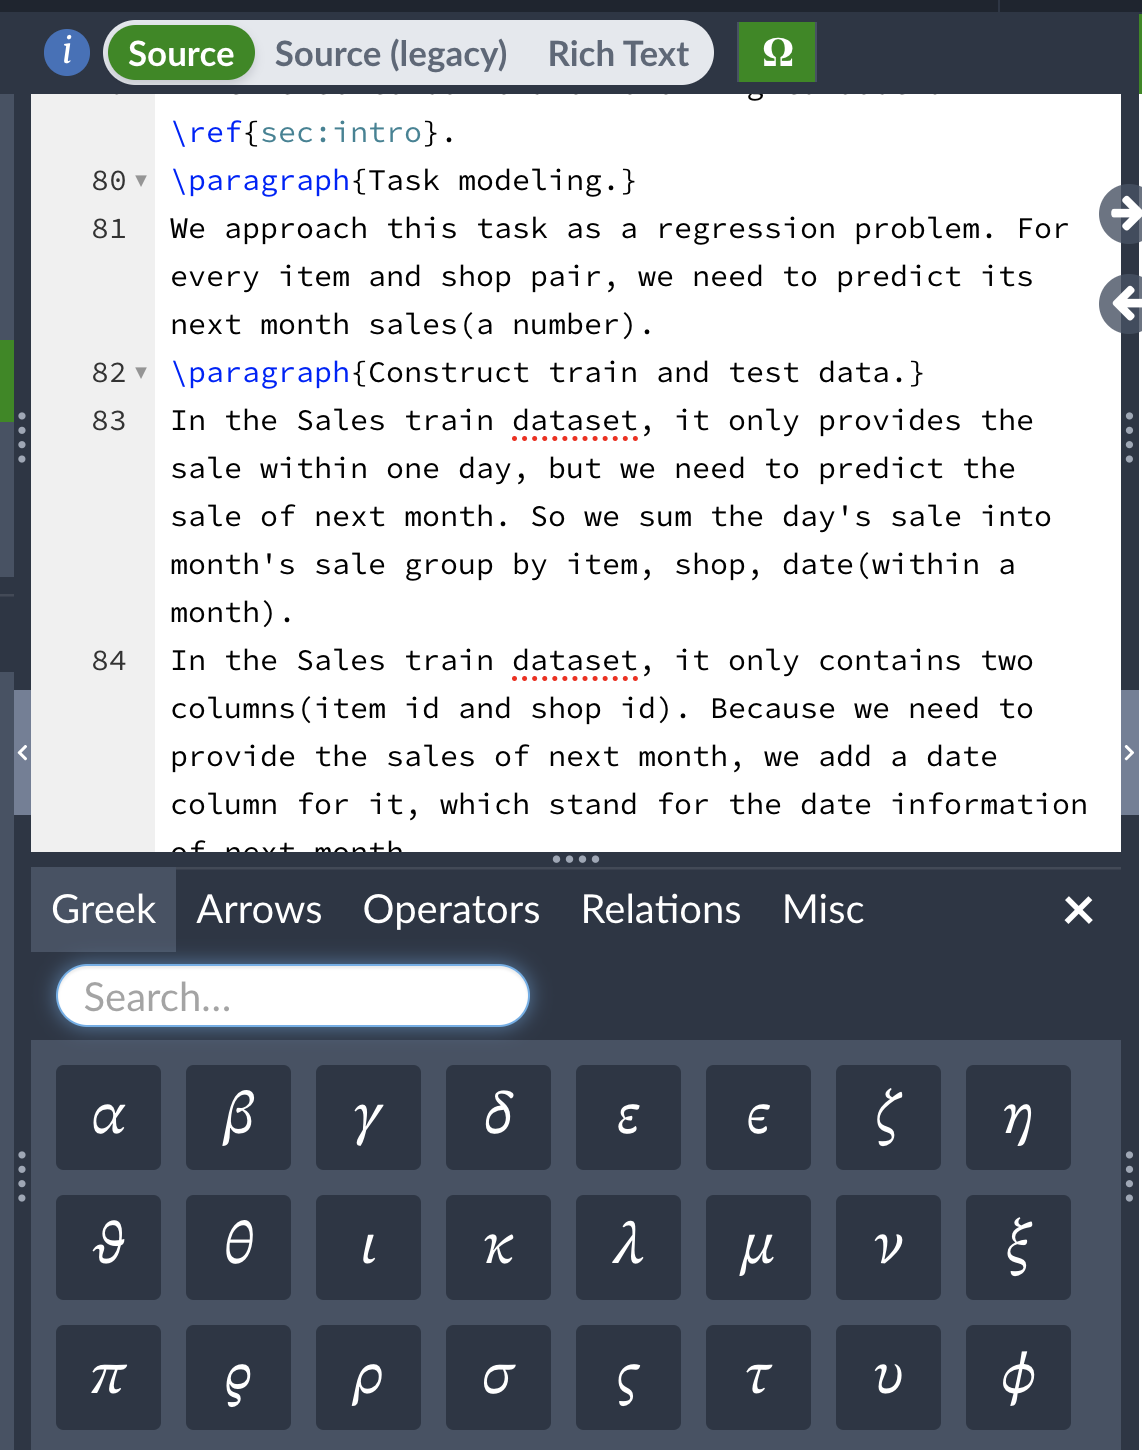 i Source Source (legacy) Rich Text Ω
\ref{sec:intro}.
80 \paragraph{Task modeling.}
81 We approach this task as a regression problem. For
every item and shop pair, we need to predict its
next month sales(a number).
82 \paragraph{Construct train and test data.}
83 In the Sales train dataset, it only provides the
sale within one day, but we need to predict the
sale of next month. So we sum the day's sale into
month's sale group by item, shop, date(within a
month).
84 In the Sales train dataset, it only contains two
columns(item id and shop id). Because we need to
provide the sales of next month, we add a date
column for it, which stand for the date information
of next month
Greek Arrows Operators Relations Misc ×
Search...
α β γ δ ε ϵ ζ η
ϑ θ ι κ λ μ ν ξ
π ϱ ρ σ ς τ υ ϕ